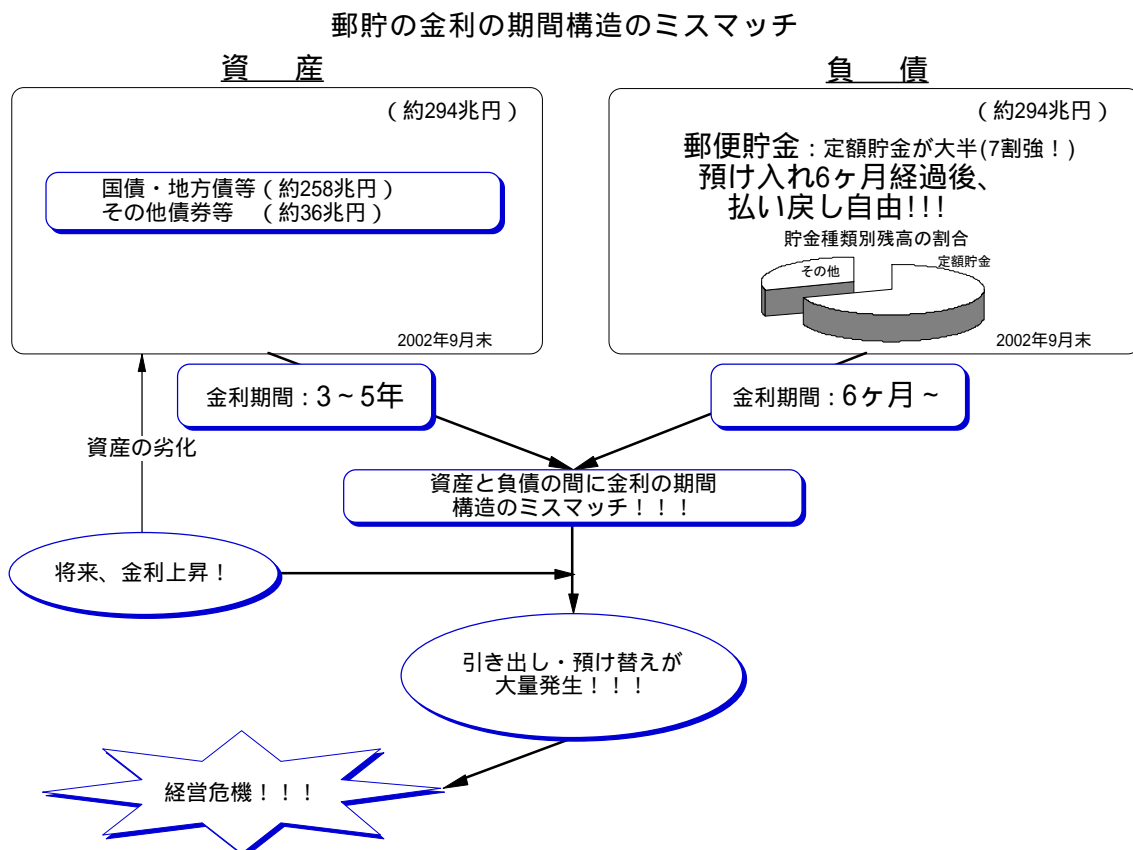 郵貯の金利の期間構造のミスマッチ
資　産
（約294兆円）
国債・地方債等（約258兆円）
その他債券等　（約36兆円）
2002年9月末
負　債
（約294兆円）
郵便貯金：定額貯金が大半(7割強！)
預け入れ6ヶ月経過後、
払い戻し自由!!!
貯金種類別残高の割合
その他
定額貯金
2002年9月末
金利期間：3～5年
金利期間：6ヶ月～
資産の劣化
資産と負債の間に金利の期間
構造のミスマッチ！！！
将来、金利上昇！
引き出し・預け替えが
大量発生！！！
経営危機！！！